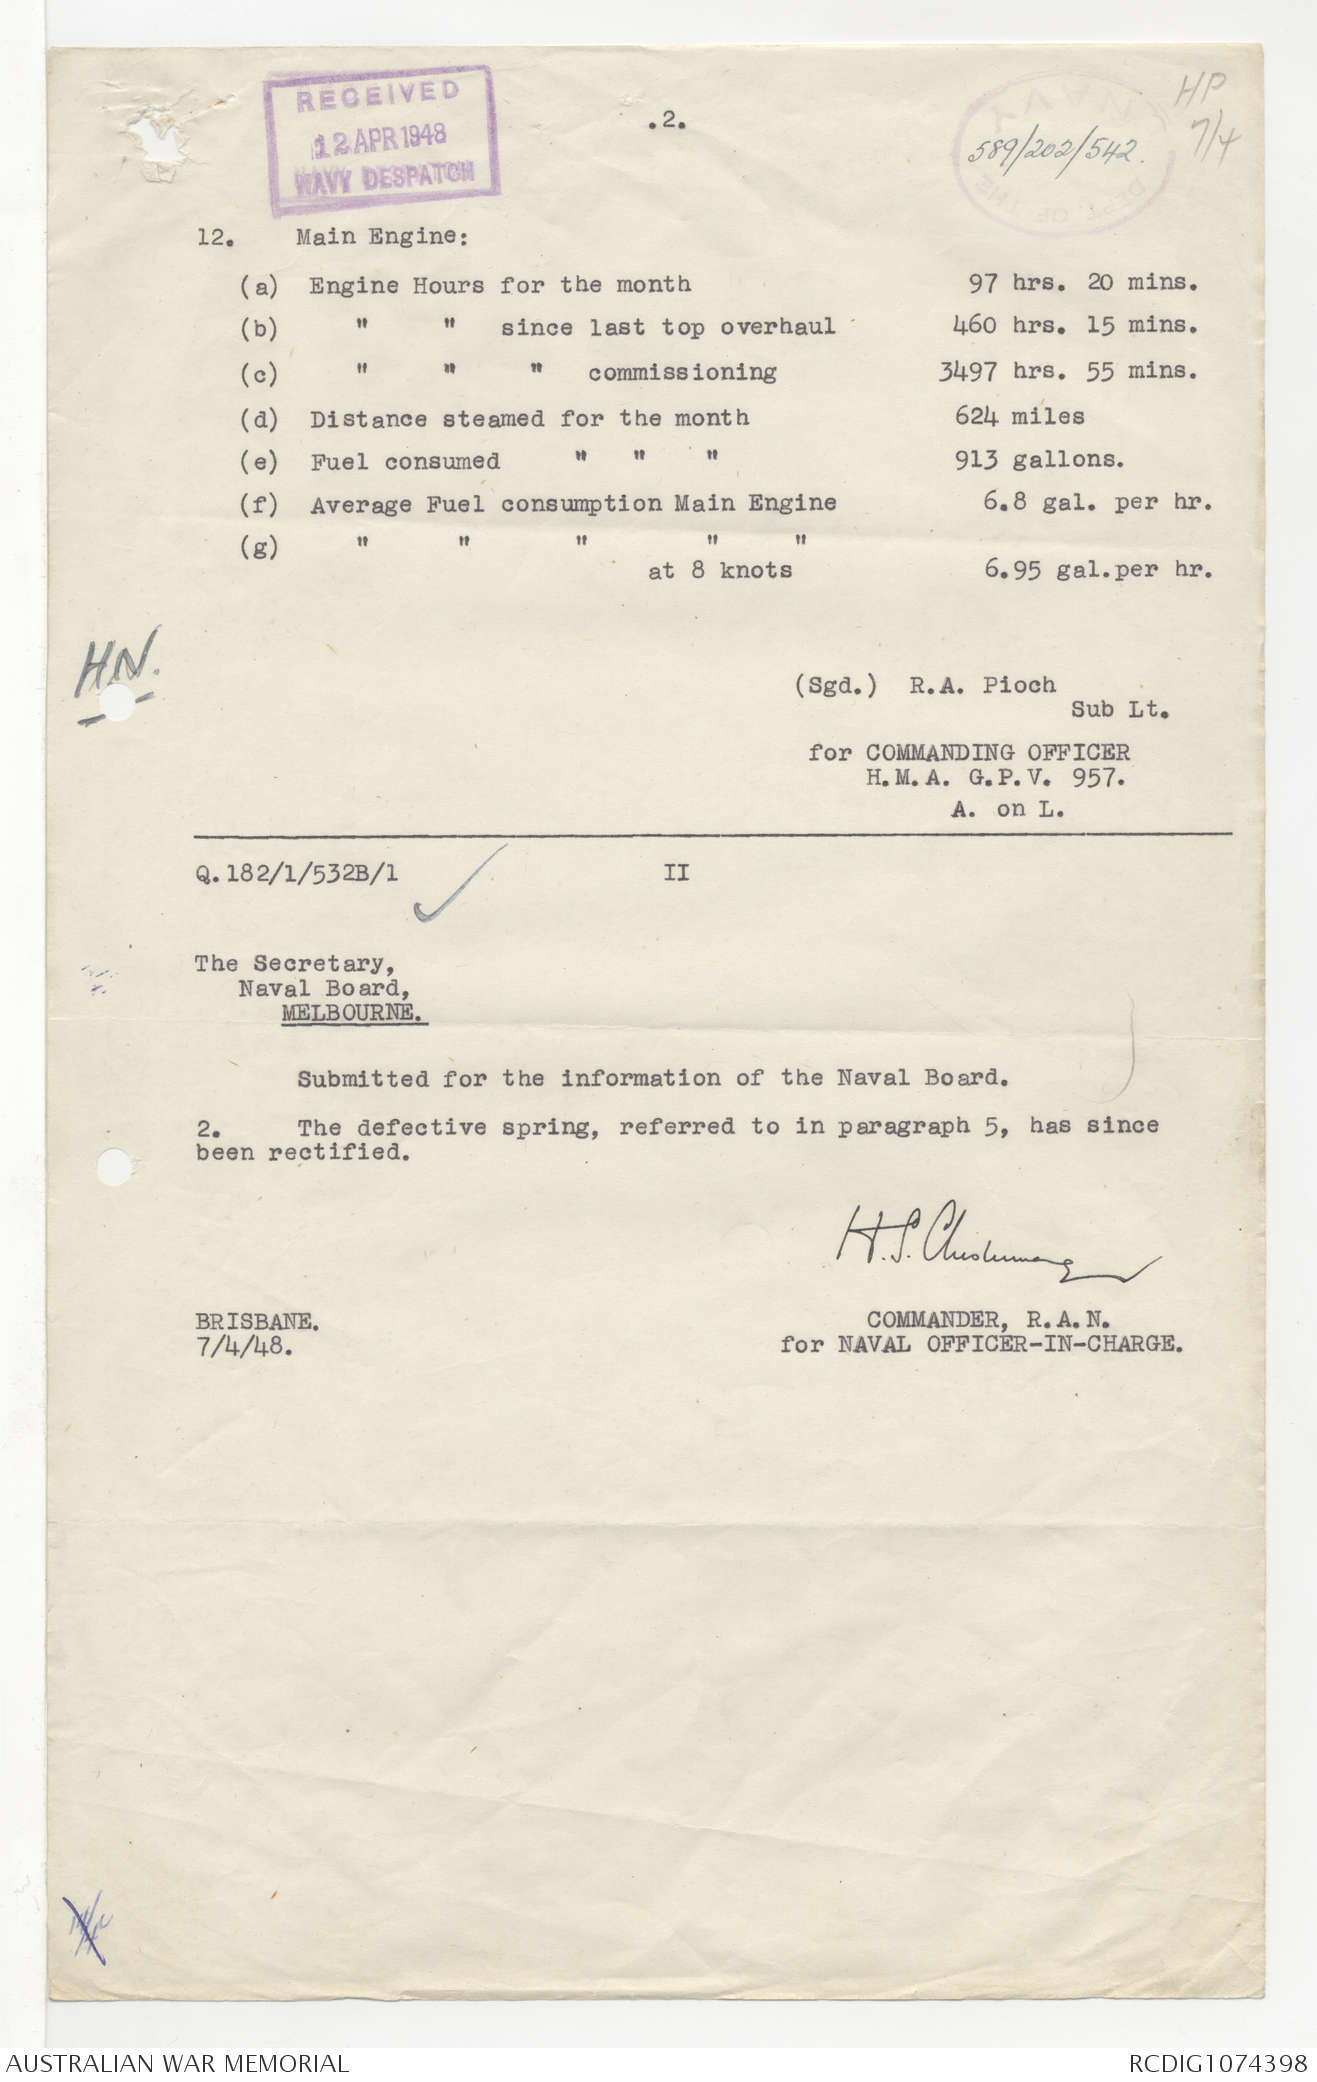 RECEIVED
12 APR 1948
NAVY DESPATCH
.2.
HP
7/4
589/202/542.
NAVY
DEPT. OF THE
12. Main Engine:
(a) Engine Hours for the month 97 hrs. 20 mins.
(b) " " since last top overhaul 460 hrs. 15 mins.
(c) " " " commissioning 3497 hrs. 55 mins.
(d) Distance steamed for the month 624 miles
(e) Fuel consumed " " " 913 gallons.
(f) Average Fuel consumption Main Engine 6.8 gal. per hr.
(g) " " " " "
at 8 knots 6.95 gal.per hr.
HN.
(Sgd.) R.A. Pioch
Sub Lt.
for COMMANDING OFFICER
H.M.A. G.P.V. 957.
A. on L.
Q.182/1/532B/1 II
The Secretary,
Naval Board,
MELBOURNE.
Submitted for the information of the Naval Board.
2. The defective spring, referred to in paragraph 5, has since
been rectified.
H.S.
BRISBANE. COMMANDER, R.A.N.
7/4/48. for NAVAL OFFICER-IN-CHARGE.
AUSTRALIAN WAR MEMORIAL RCDIG1074398